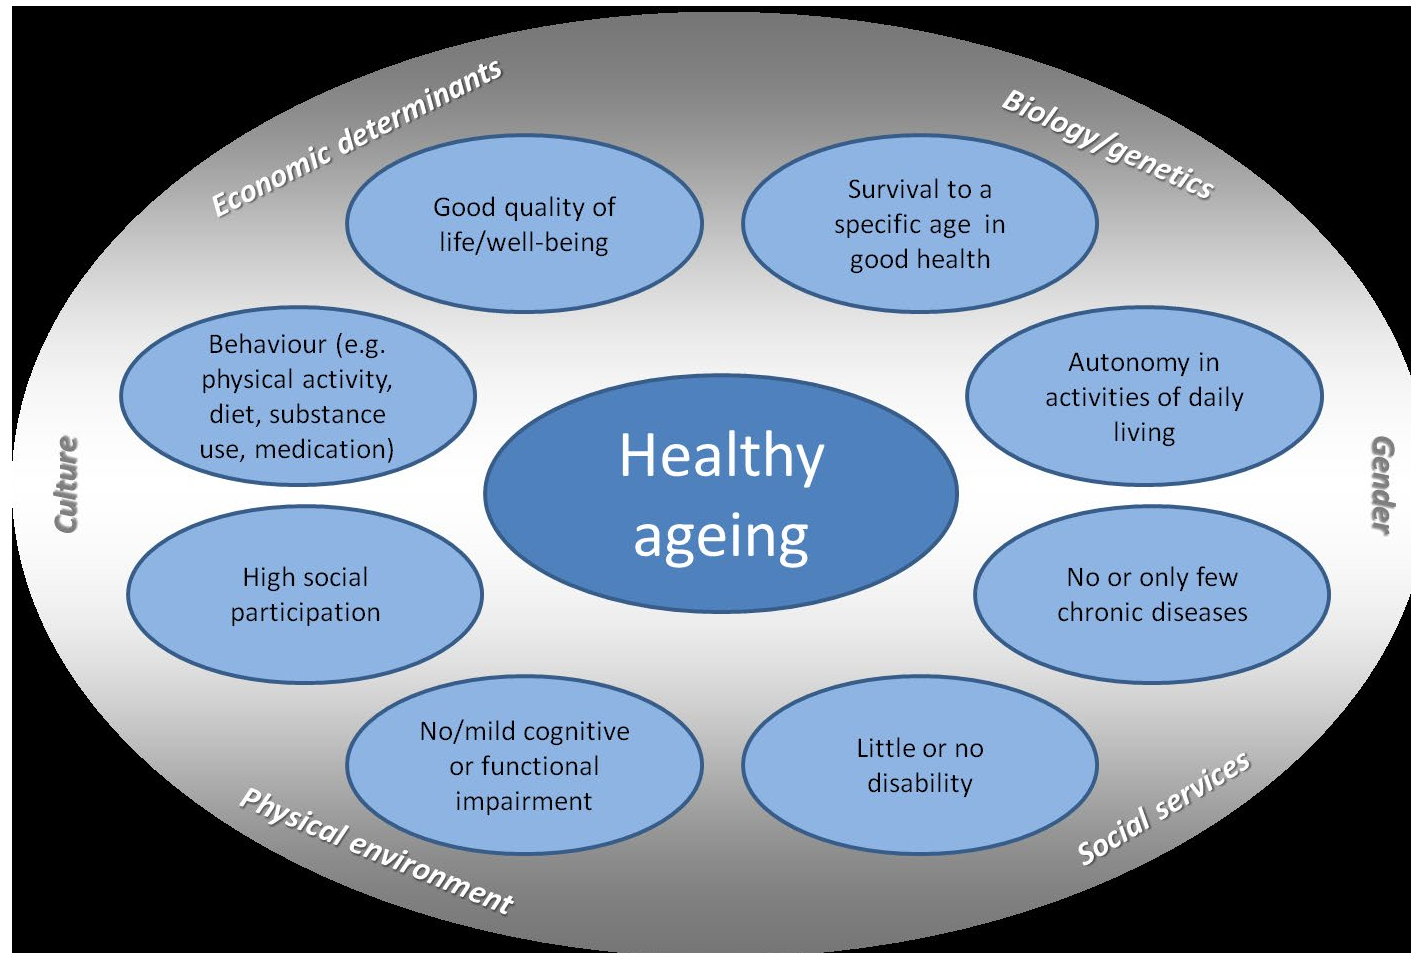 Economic determinants
Biology/genetics
Good quality of
life/well-being
Survival to a
specific age in
good health
Behaviour (e.g.
physical activity,
diet, substance
use, medication)
Autonomy in
activities of daily
living
Culture
Healthy
ageing
Gender
High social
participation
No or only few
chronic diseases
No/mild cognitive
or functional
impairment
Little or no
disability
Physical environment
Social services